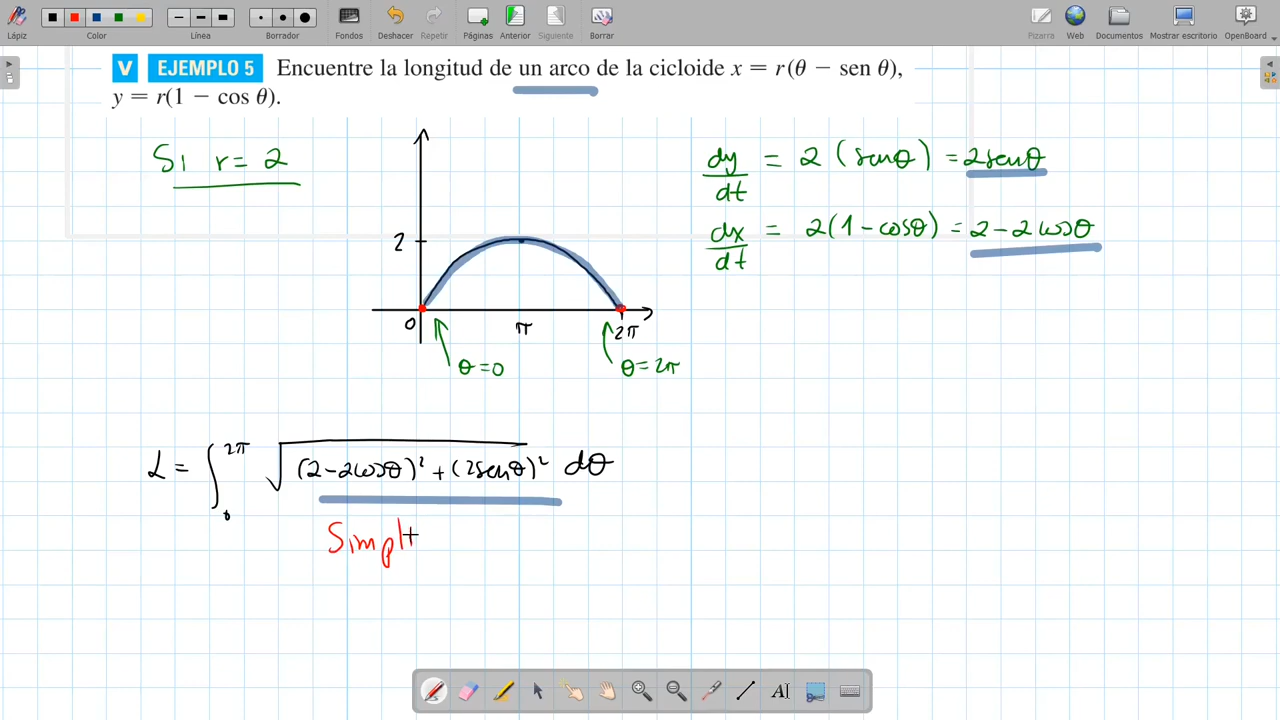 Lápiz
Color
Línea
Borrador
Fondos
Deshacer
Repetir
Páginas
Anterior
Siguiente
Borrar
Pizarra
Web
Documentos
Mostrar escritorio
OpenBoard
V EJEMPLO 5 Encuentre la longitud de un arco de la cicloide x = r(θ − sen θ),
y = r(1 − cos θ).
Si r = 2
dy/dt = 2 (senθ) = 2senθ
dx/dt = 2(1−cosθ) = 2−2cosθ
2
0 π 2π
θ=0 θ=2π
L = ∫₀^2π √(2−2cosθ)² + (2senθ)² dθ
Simpl